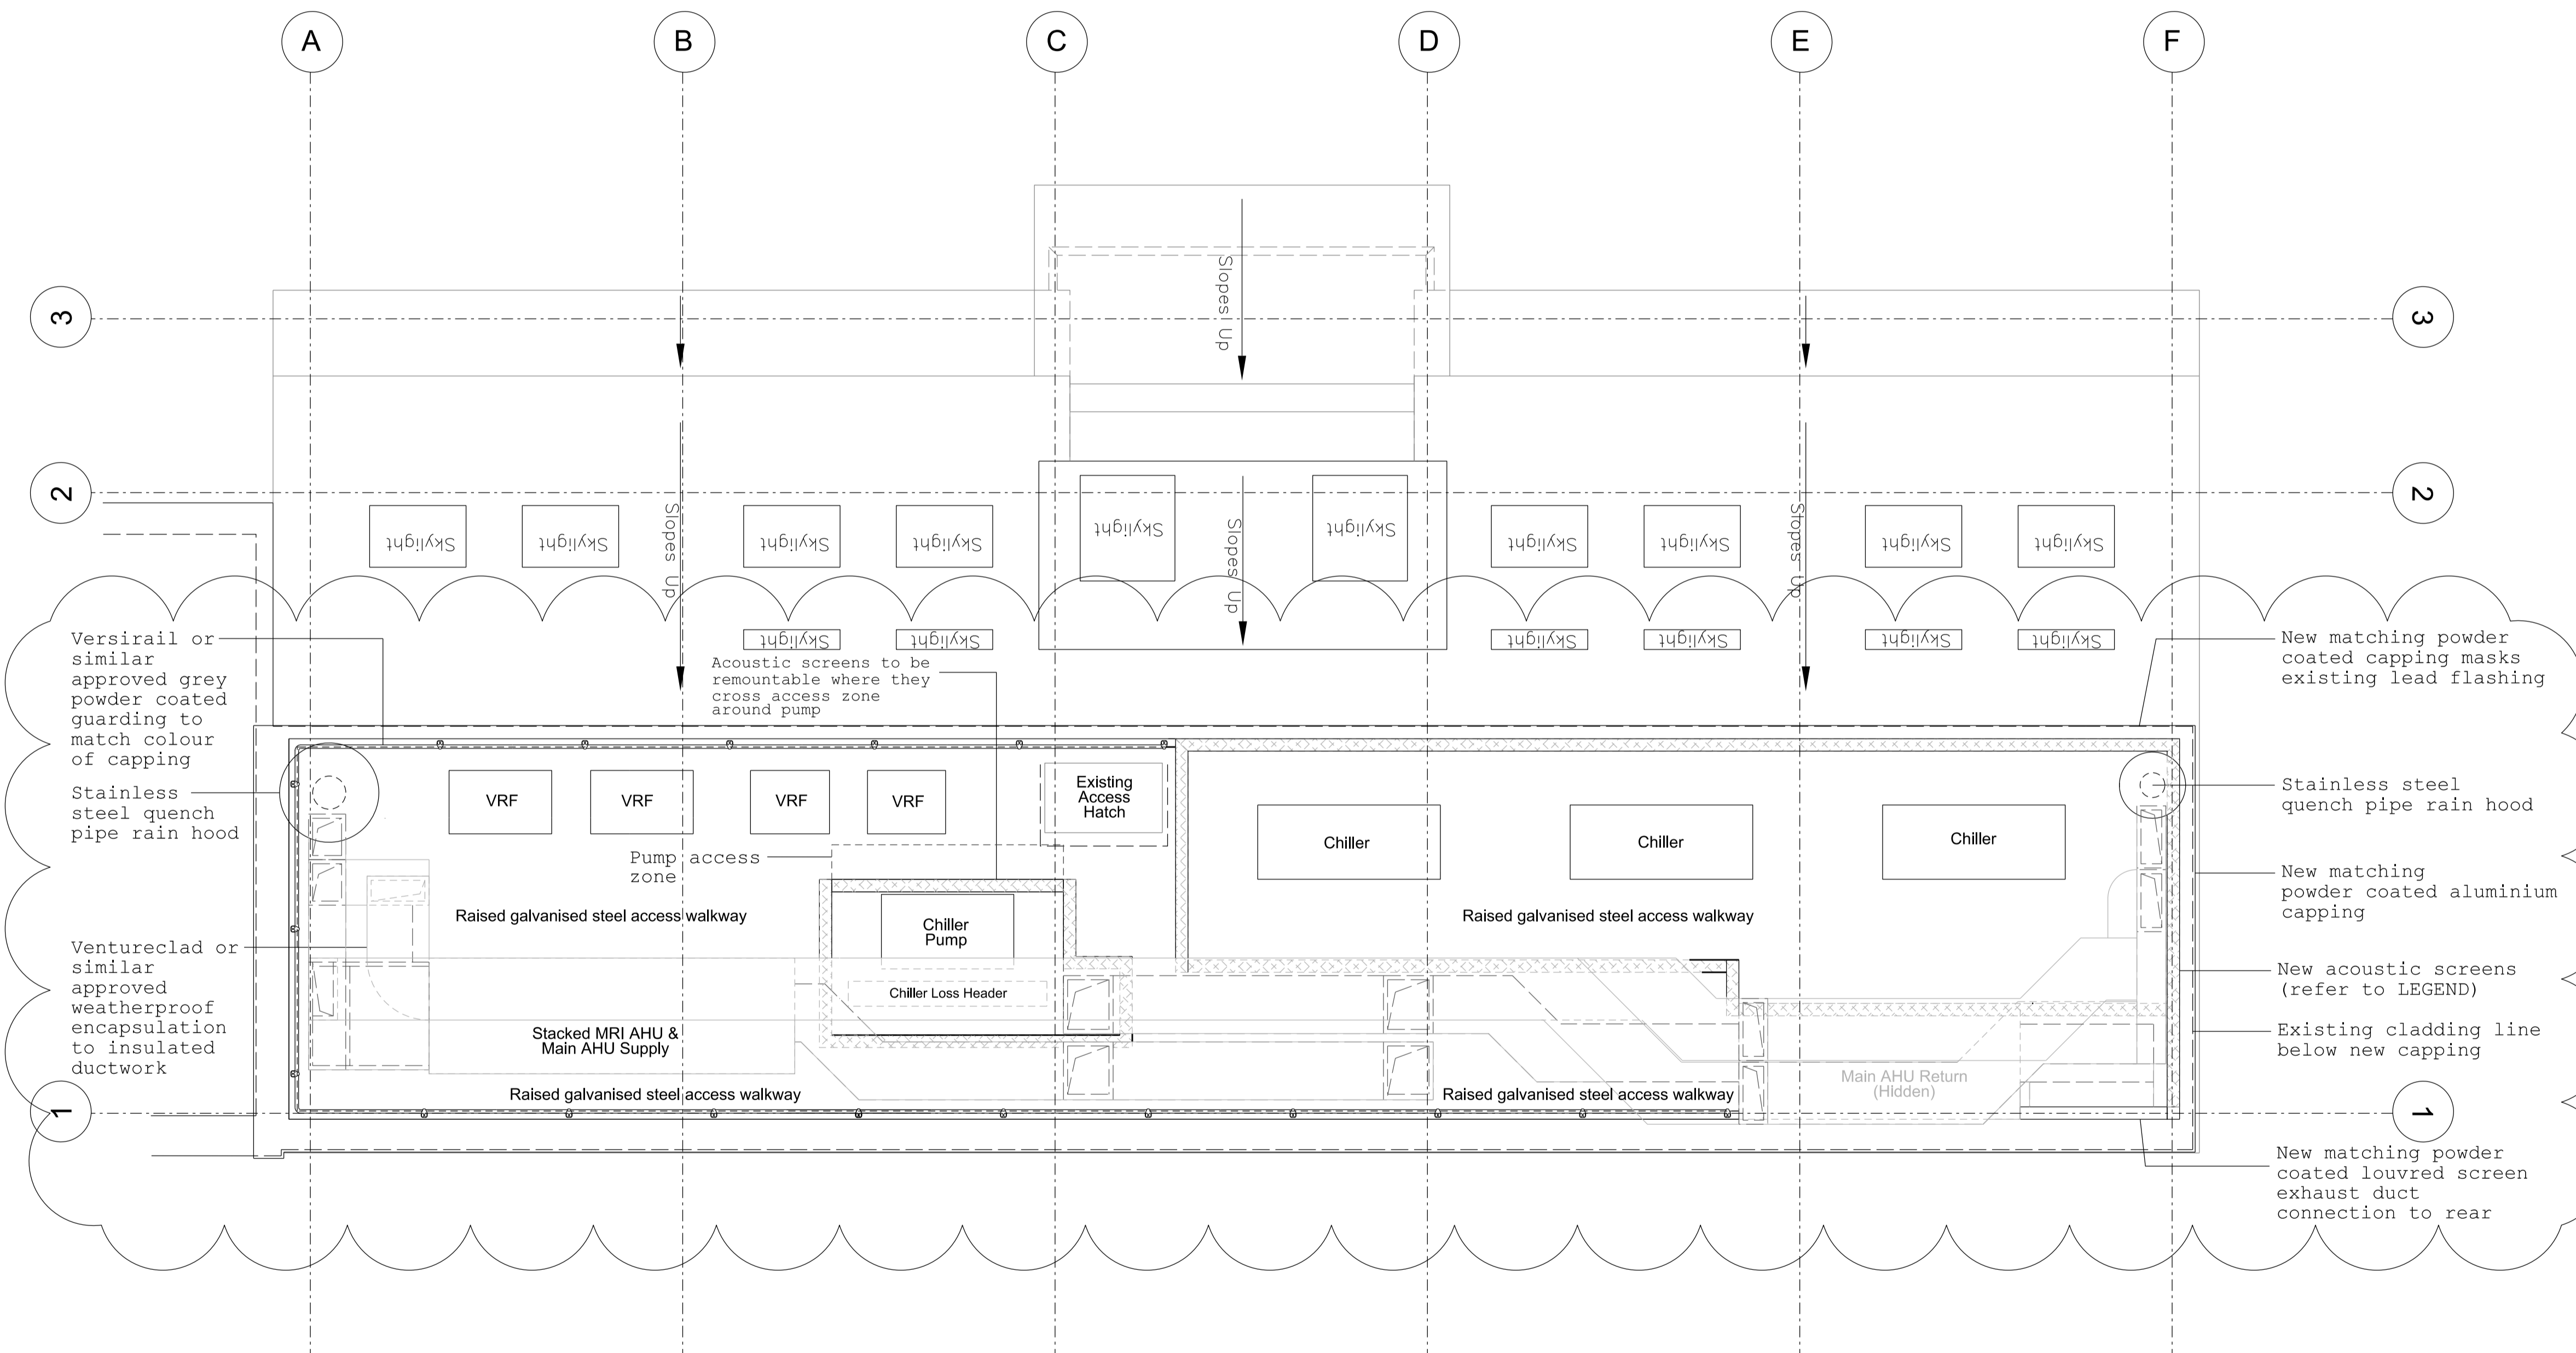 A
B
C
D
E
F
3
3
Slopes Up
2
2
Skylight
Skylight
Slopes Up
Skylight
Skylight
Skylight
Slopes Up
Skylight
Skylight
Skylight
Slopes Up
Skylight
Skylight
Skylight
Skylight
Skylight
Skylight
Skylight
Skylight
Versirail or
similar
approved grey
powder coated
guarding to
match colour
of capping
Acoustic screens to be
remountable where they
cross access zone
around pump
New matching powder
coated capping masks
existing lead flashing
Stainless
steel quench
pipe rain hood
VRF
VRF
VRF
VRF
Existing
Access
Hatch
Chiller
Chiller
Chiller
Stainless steel
quench pipe rain hood
Pump access
zone
New matching
powder coated aluminium
capping
Raised galvanised steel access walkway
Chiller
Pump
Raised galvanised steel access walkway
Ventureclad or
similar
approved
weatherproof
encapsulation
to insulated
ductwork
Chiller Loss Header
New acoustic screens
(refer to LEGEND)
Stacked MRI AHU &
Main AHU Supply
Existing cladding line
below new capping
Main AHU Return
(Hidden)
Raised galvanised steel access walkway
Raised galvanised steel access walkway
1
1
New matching powder
coated louvred screen
exhaust duct
connection to rear